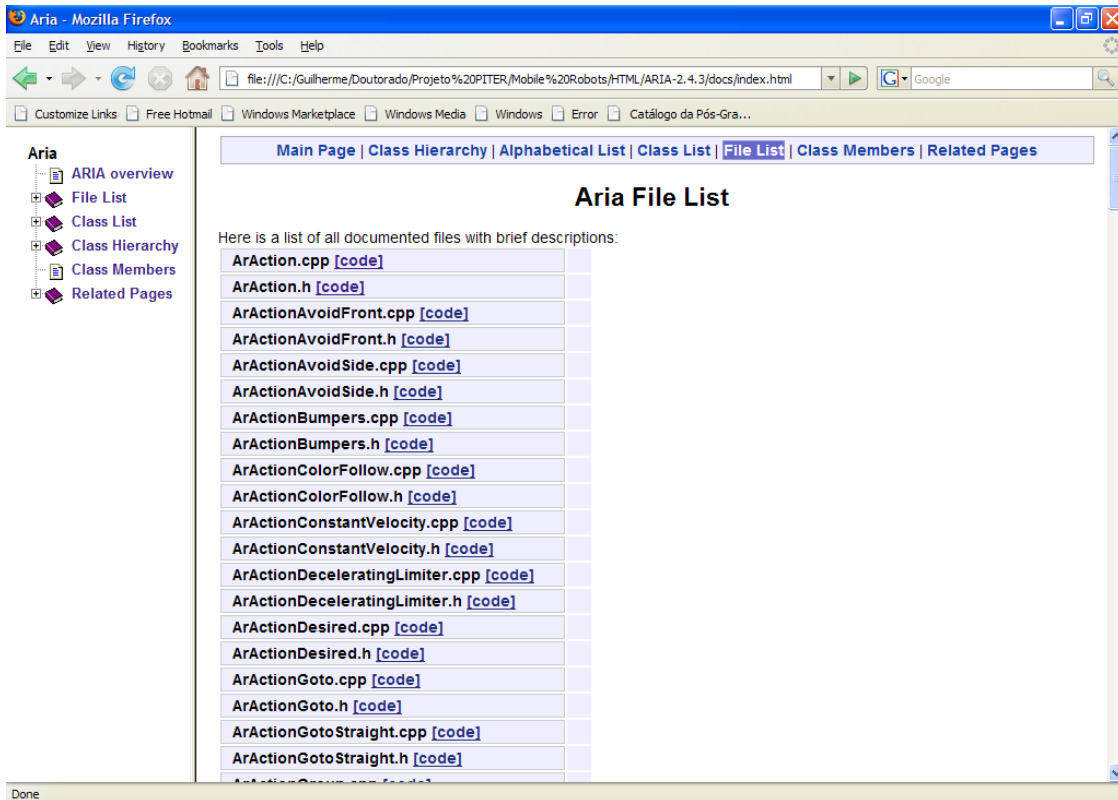 Aria - Mozilla Firefox
File Edit View History Bookmarks Tools Help
file:///C:/Guilherme/Doutorado/Projeto%20PITER/Mobile%20Robots/HTML/ARIA-2.4.3/docs/index.html G Google
Customize Links Free Hotmail Windows Marketplace Windows Media Windows Error Catálogo da Pós-Gra...
Aria
ARIA overview
File List
Class List
Class Hierarchy
Class Members
Related Pages
Main Page | Class Hierarchy | Alphabetical List | Class List | File List | Class Members | Related Pages
Aria File List
Here is a list of all documented files with brief descriptions:
ArAction.cpp [code]
ArAction.h [code]
ArActionAvoidFront.cpp [code]
ArActionAvoidFront.h [code]
ArActionAvoidSide.cpp [code]
ArActionAvoidSide.h [code]
ArActionBumpers.cpp [code]
ArActionBumpers.h [code]
ArActionColorFollow.cpp [code]
ArActionColorFollow.h [code]
ArActionConstantVelocity.cpp [code]
ArActionConstantVelocity.h [code]
ArActionDeceleratingLimiter.cpp [code]
ArActionDeceleratingLimiter.h [code]
ArActionDesired.cpp [code]
ArActionDesired.h [code]
ArActionGoto.cpp [code]
ArActionGoto.h [code]
ArActionGotoStraight.cpp [code]
ArActionGotoStraight.h [code]
Done